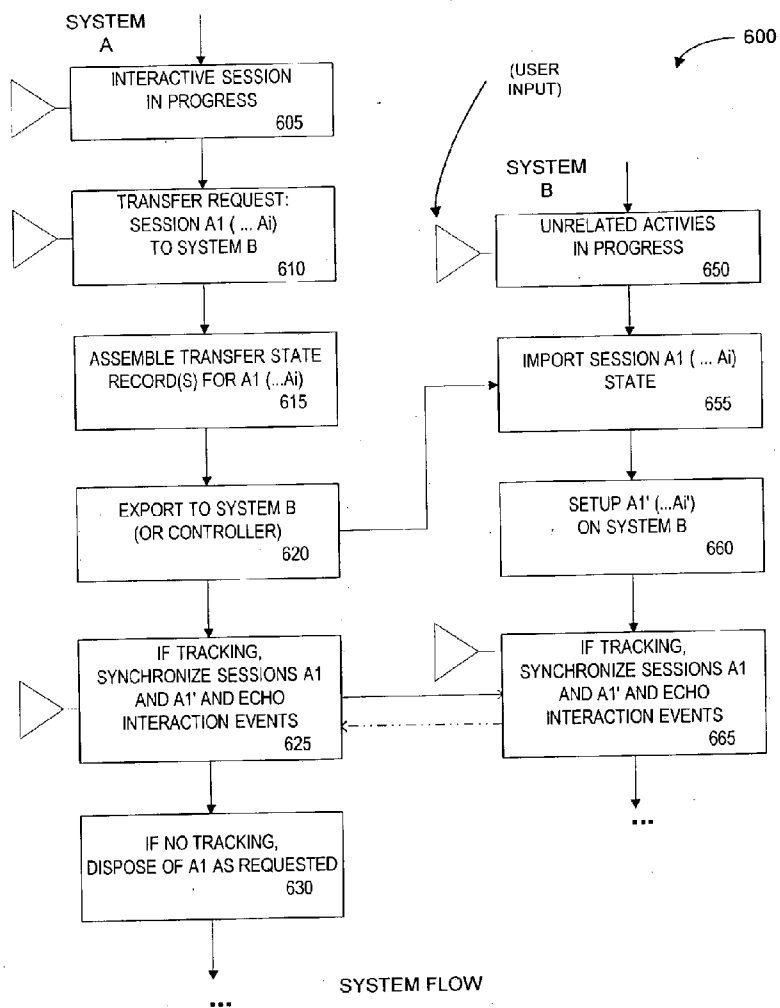 SYSTEM
A
600
(USER
INPUT)
INTERACTIVE SESSION
IN PROGRESS
605
SYSTEM
B
TRANSFER REQUEST:
SESSION A1 ( ... Ai)
TO SYSTEM B
610
UNRELATED ACTIVIES
IN PROGRESS
650
ASSEMBLE TRANSFER STATE
RECORD(S) FOR A1 (...Ai)
615
IMPORT SESSION A1 ( ... Ai)
STATE
655
EXPORT TO SYSTEM B
(OR CONTROLLER)
620
SETUP A1' (...Ai')
ON SYSTEM B
660
IF TRACKING,
SYNCHRONIZE SESSIONS A1
AND A1' AND ECHO
INTERACTION EVENTS
625
IF TRACKING,
SYNCHRONIZE SESSIONS A1
AND A1' AND ECHO
INTERACTION EVENTS
665
...
IF NO TRACKING,
DISPOSE OF A1 AS REQUESTED
630
...
SYSTEM FLOW